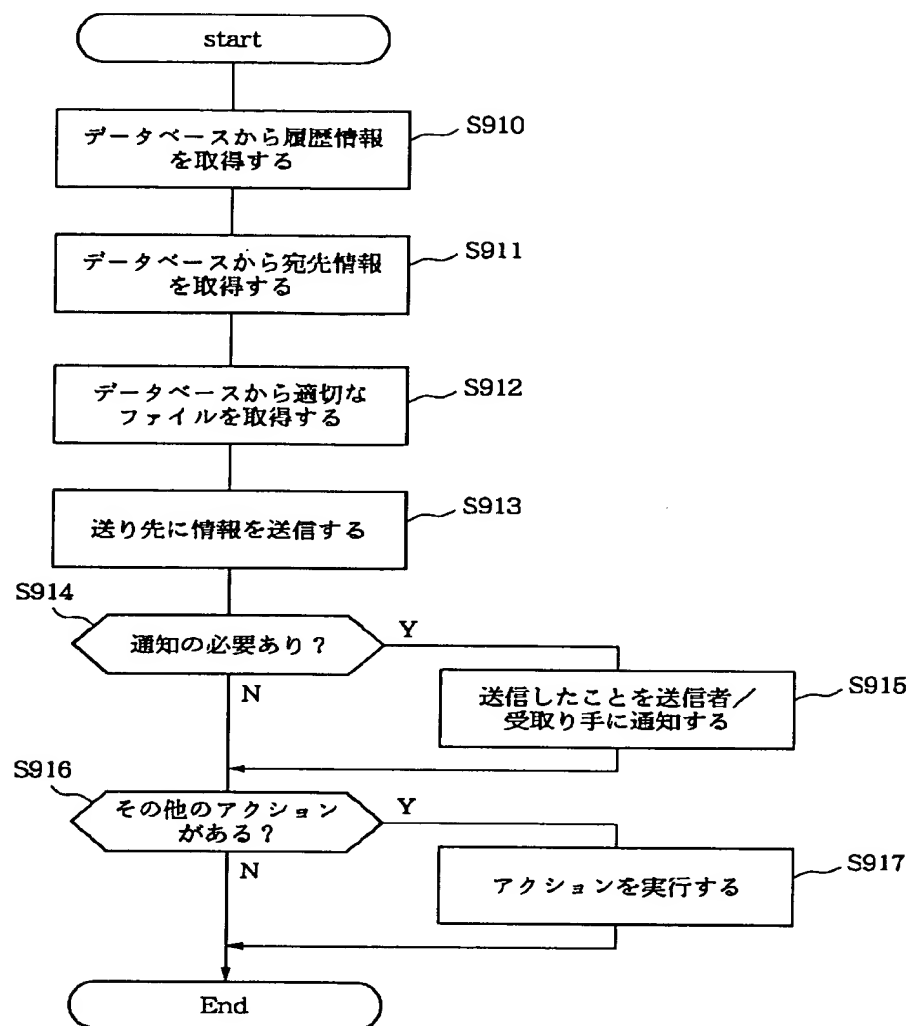 start
データベースから履歴情報
を取得する
S910
データベースから宛先情報
を取得する
S911
データベースから適切な
ファイルを取得する
S912
送り先に情報を送信する
S913
S914
通知の必要あり?
Y
N
送信したことを送信者/
受取り手に通知する
S915
S916
その他のアクション
がある?
Y
N
アクションを実行する
S917
End